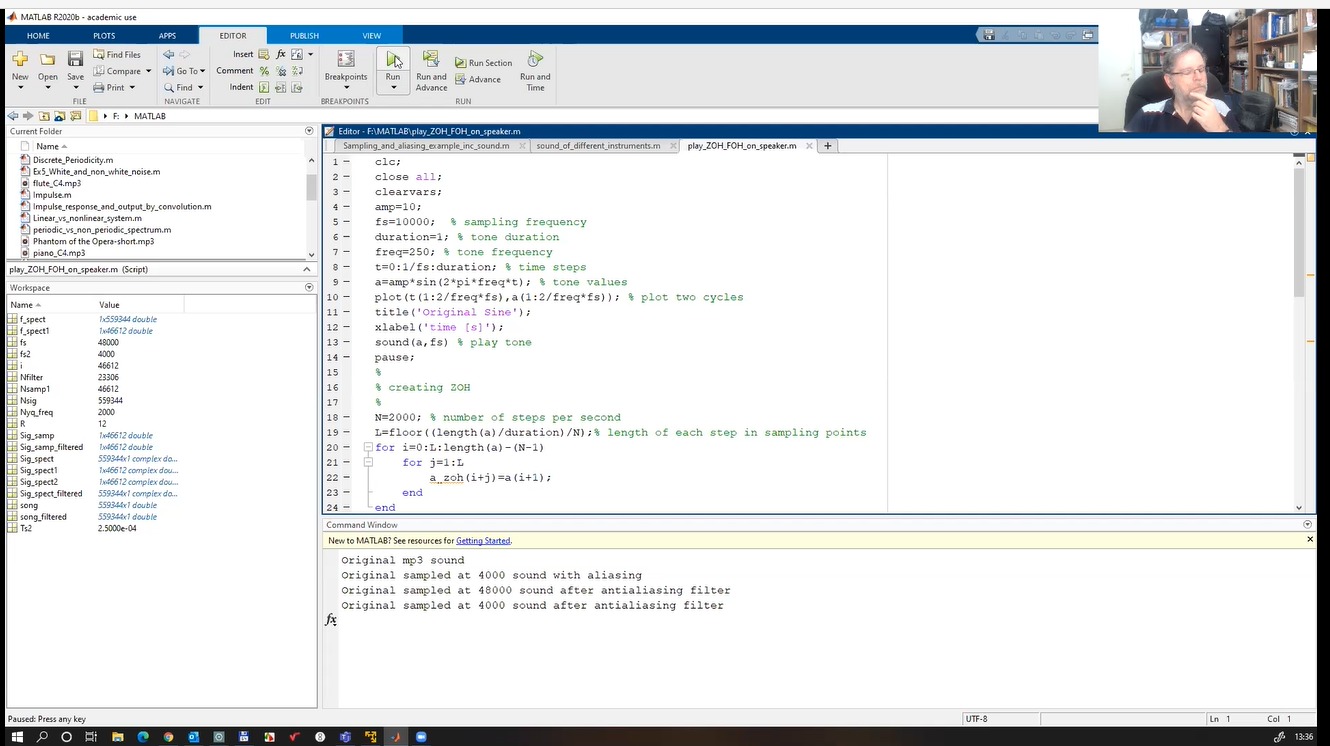 MATLAB R2020b - academic use
HOME PLOTS APPS EDITOR PUBLISH VIEW
New Open Save Find Files Compare Print
Go To Find
Insert fx
Comment %
Indent
Breakpoints
Run
Run and Advance
Run Section
Advance
Run and Time
FILE NAVIGATE EDIT BREAKPOINTS RUN
F: MATLAB
Current Folder
Name
Discrete_Periodicity.m
Ex5_White_and_non_white_noise.m
flute_C4.mp3
Impulse.m
Impulse_response_and_output_by_convolution.m
Linear_vs_nonlinear_system.m
periodic_vs_non_periodic_spectrum.m
Phantom of the Opera-short.mp3
piano_C4.mp3
play_ZOH_FOH_on_speaker.m (Script)
Workspace
Name Value
f_spect 1x559344 double
f_spect1 1x46612 double
fs 48000
fs2 4000
i 46612
Nfilter 23306
Nsamp1 46612
Nsig 559344
Nyq_freq 2000
R 12
Sig_samp 1x46612 double
Sig_samp_filtered 1x46612 double
Sig_spect 559344x1 complex do...
Sig_spect1 1x46612 complex do...
Sig_spect2 1x46612 complex do...
Sig_spect_filtered 559344x1 complex do...
song 559344x1 double
song_filtered 559344x1 double
Ts2 2.5000e-04
Editor - F:\MATLAB\play_ZOH_FOH_on_speaker.m
Sampling_and_aliasing_example_inc_sound.m sound_of_different_instruments.m play_ZOH_FOH_on_speaker.m
1 clc;
2 close all;
3 clearvars;
4 amp=10;
5 fs=10000; % sampling frequency
6 duration=1; % tone duration
7 freq=250; % tone frequency
8 t=0:1/fs:duration; % time steps
9 a=amp*sin(2*pi*freq*t); % tone values
10 plot(t(1:2/freq*fs),a(1:2/freq*fs)); % plot two cycles
11 title('Original Sine');
12 xlabel('time [s]');
13 sound(a,fs) % play tone
14 pause;
15 %
16 % creating ZOH
17 %
18 N=2000; % number of steps per second
19 L=floor((length(a)/duration)/N);% length of each step in sampling points
20 for i=0:L:length(a)-(N-1)
21 for j=1:L
22 a_zoh(i+j)=a(i+1);
23 end
24 end
Command Window
New to MATLAB? See resources for Getting Started.
Original mp3 sound
Original sampled at 4000 sound with aliasing
Original sampled at 48000 sound after antialiasing filter
Original sampled at 4000 sound after antialiasing filter
fx
Paused: Press any key
UTF-8
Ln 1 Col 1
13:36